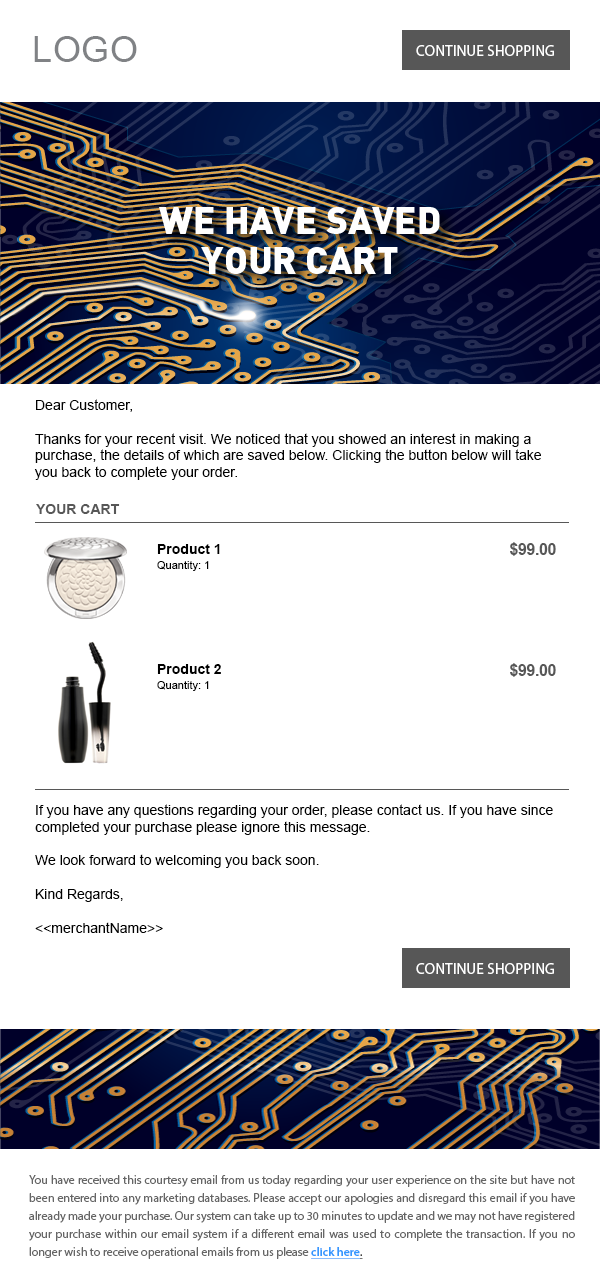 LOGO
CONTINUE SHOPPING
WE HAVE SAVED
YOUR CART
Dear Customer,
Thanks for your recent visit. We noticed that you showed an interest in making a
purchase, the details of which are saved below. Clicking the button below will take
you back to complete your order.
YOUR CART
Product 1
$99.00
Quantity: 1
Product 2
$99.00
Quantity: 1
If you have any questions regarding your order, please contact us. If you have since
completed your purchase please ignore this message.
We look forward to welcoming you back soon.
Kind Regards,
<<merchantName>>
CONTINUE SHOPPING
You have received this courtesy email from us today regarding your user experience on the site but have not
been entered into any marketing databases. Please accept our apologies and disregard this email if you have
already made your purchase. Our system can take up to 30 minutes to update and we may not have registered
your purchase within our email system if a different email was used to complete the transaction. If you no
longer wish to receive operational emails from us please click here.